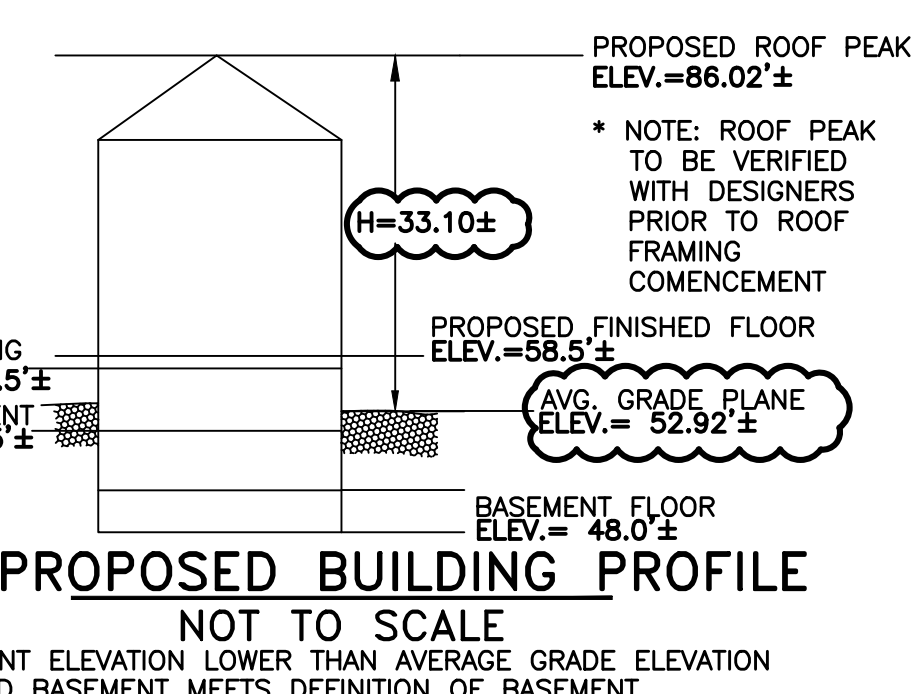 PROPOSED ROOF PEAK
ELEV.=86.02'±
* NOTE: ROOF PEAK
TO BE VERIFIED
WITH DESIGNERS
PRIOR TO ROOF
FRAMING
COMENCEMENT
H=33.10±
PROPOSED FINISHED FLOOR
ELEV.=58.5'±
.5'±
AVG. GRADE PLANE
ELEV.= 52.92'±
BASEMENT FLOOR
ELEV.= 48.0'±
PROPOSED BUILDING PROFILE
NOT TO SCALE
NT ELEVATION LOWER THAN AVERAGE GRADE ELEVATION
D BASEMENT MEETS DEFINITION OF BASEMENT